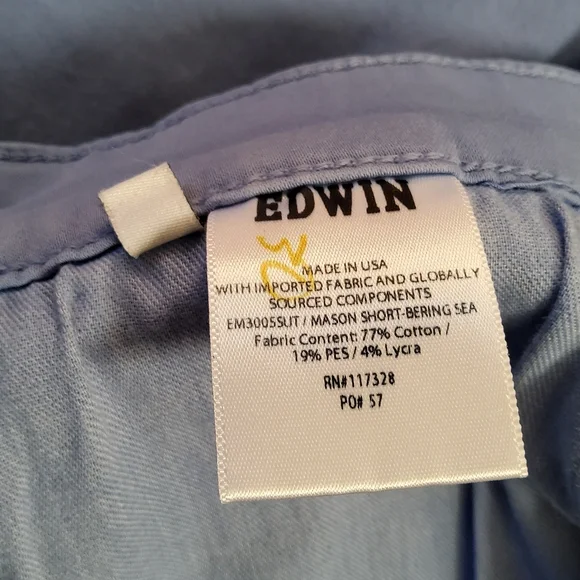 EDWIN
MADE IN USA
WITH IMPORTED FABRIC AND GLOBALLY
SOURCED COMPONENTS
EM3005SUT / MASON SHORT-BERING SEA
Fabric Content: 77% Cotton /
19% PES / 4% Lycra
RN#117328
PO# 57